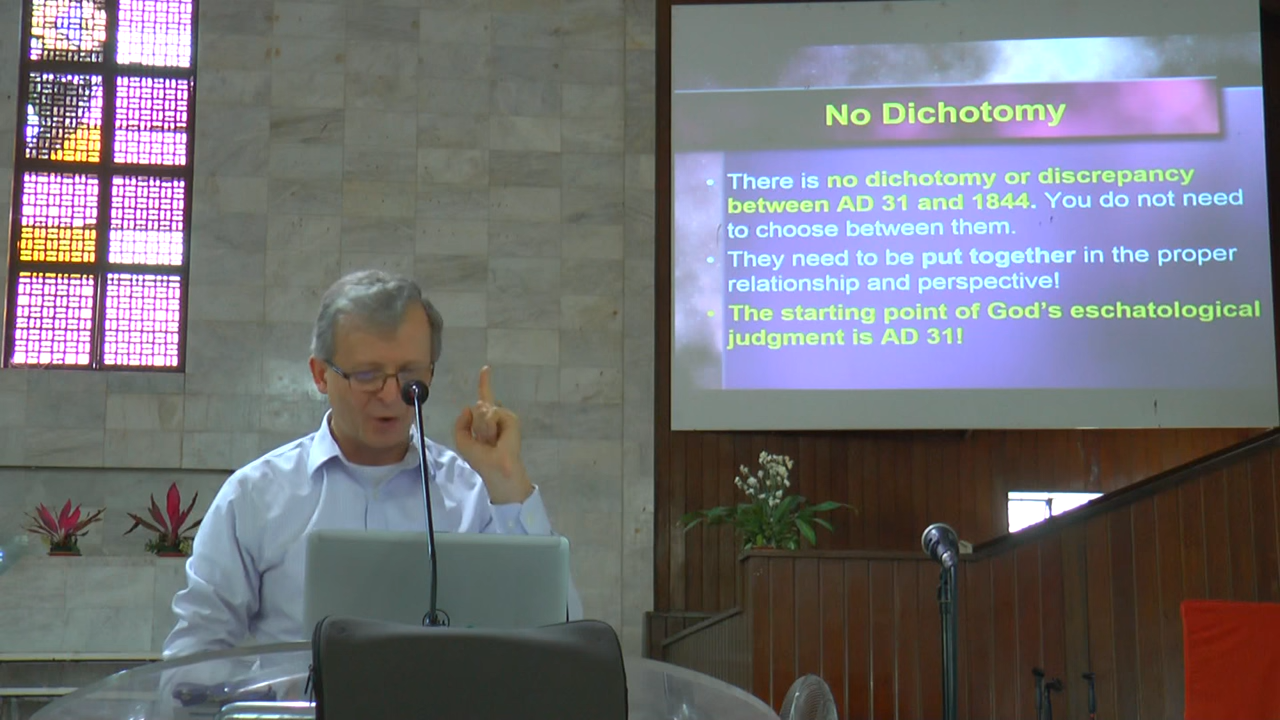 No Dichotomy
• There is no dichotomy or discrepancy
between AD 31 and 1844. You do not need
to choose between them.
• They need to be put together in the proper
relationship and perspective!
• The starting point of God's eschatological
judgment is AD 31!